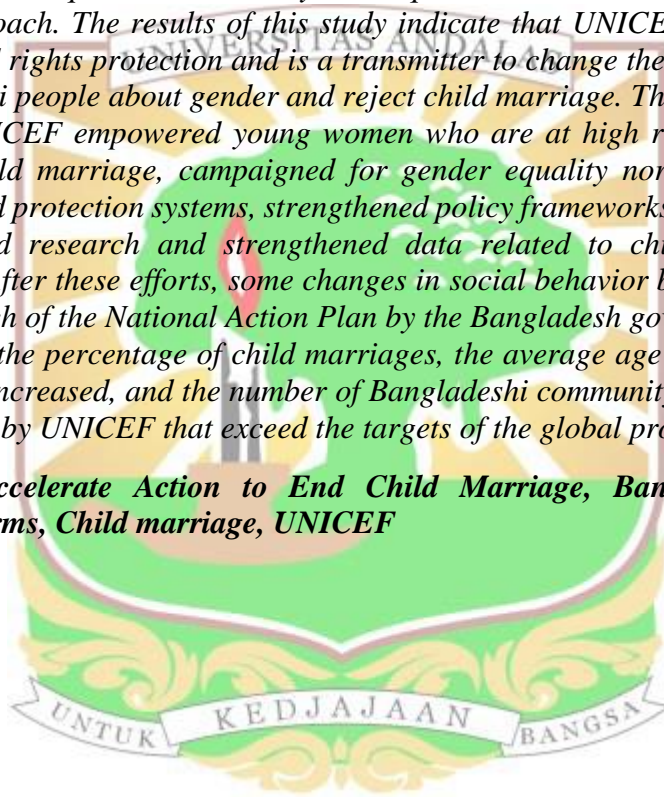 oach. The results of this study indicate that UNICE
UNIVERSITAS ANDALAS
rights protection and is a transmitter to change the
i people about gender and reject child marriage. Th
ICEF empowered young women who are at high r
ld marriage, campaigned for gender equality nor
d protection systems, strengthened policy frameworks
d research and strengthened data related to chi
fter these efforts, some changes in social behavior b
h of the National Action Plan by the Bangladesh gov
the percentage of child marriages, the average age
ncreased, and the number of Bangladeshi community
by UNICEF that exceed the targets of the global pro
ccelerate Action to End Child Marriage, Ban
rms, Child marriage, UNICEF
UNTUK KEDJAJAAN BANGSA